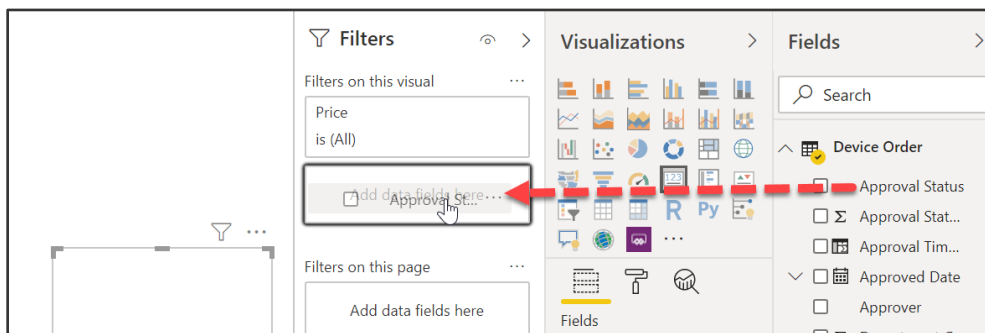 Filters
Filters on this visual
Price
is (All)
Add data fields here
Approval St...
Filters on this page
Add data fields here
Visualizations
123
R
Py
Fields
Fields
Search
Device Order
Approval Status
Σ Approval Stat...
Approval Tim...
Approved Date
Approver